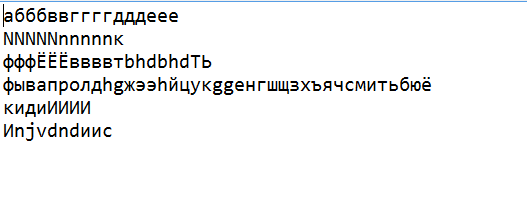 абббввггггдддеее
NNNNNnnnnnк
фффЁЁЁввввтbhdbhdТЬ
фывапролдhgжээhйцукggенгшщзхъячсмитьбюё
кидиИИИИ
Иnjvdndиис